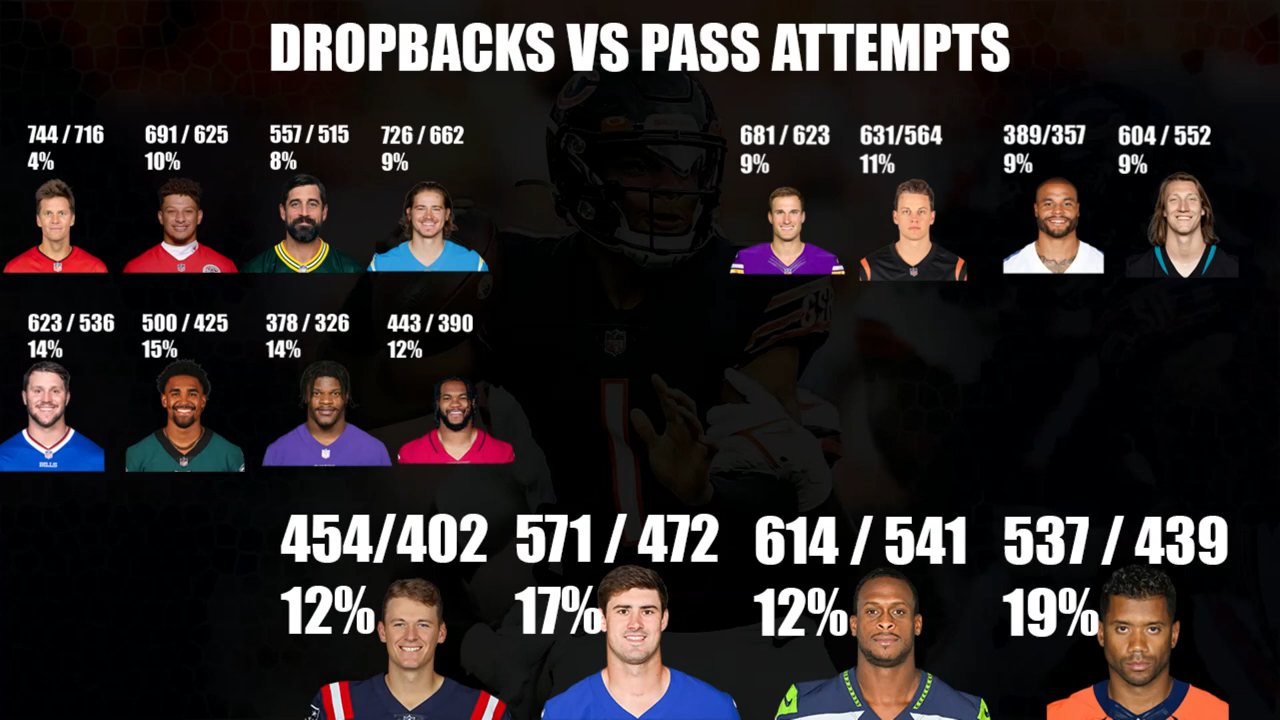 DROPBACKS VS PASS ATTEMPTS
744 / 716
4%
691 / 625
10%
557 / 515
8%
726 / 662
9%
681 / 623
9%
631/564
11%
389/357
9%
604 / 552
9%
623 / 536
14%
500 / 425
15%
378 / 326
14%
443 / 390
12%
BILLS
454/402
12%
571 / 472
17%
614 / 541
12%
537 / 439
19%